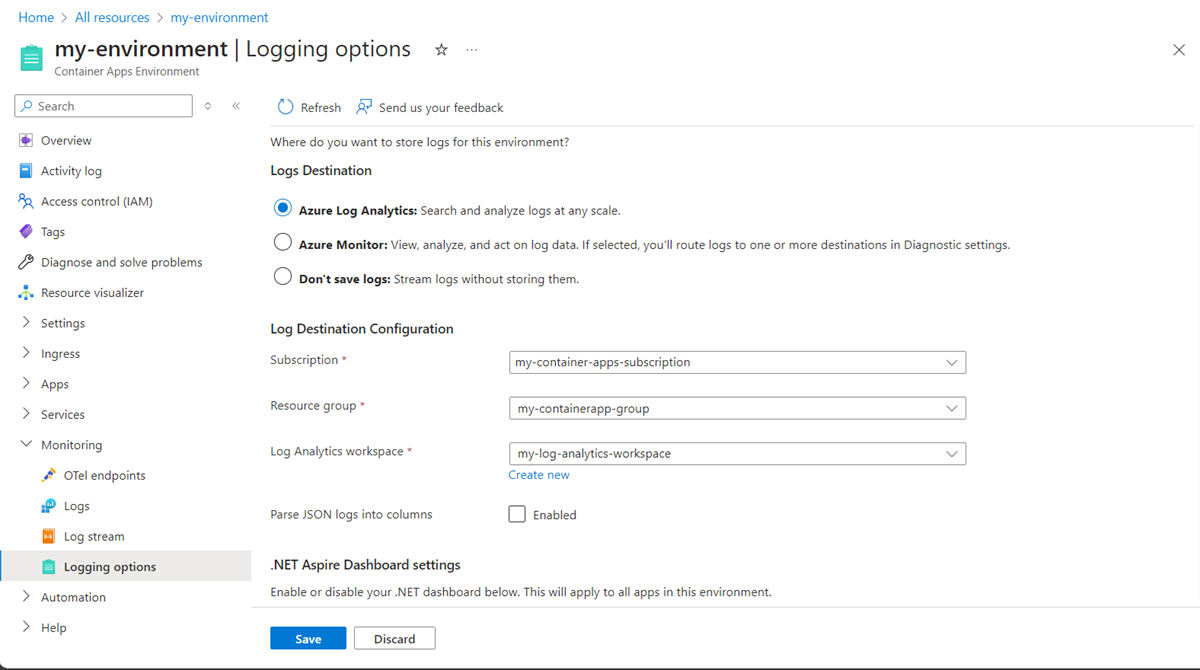 Home > All resources > my-environment
my-environment | Logging options
Container Apps Environment
Search
Overview
Activity log
Access control (IAM)
Tags
Diagnose and solve problems
Resource visualizer
Settings
Ingress
Apps
Services
Monitoring
OTel endpoints
Logs
Log stream
Logging options
Automation
Help
Refresh Send us your feedback
Where do you want to store logs for this environment?
Logs Destination
Azure Log Analytics: Search and analyze logs at any scale.
Azure Monitor: View, analyze, and act on log data. If selected, you'll route logs to one or more destinations in Diagnostic settings.
Don't save logs: Stream logs without storing them.
Log Destination Configuration
Subscription * my-container-apps-subscription
Resource group * my-containerapp-group
Log Analytics workspace * my-log-analytics-workspace
Create new
Parse JSON logs into columns Enabled
.NET Aspire Dashboard settings
Enable or disable your .NET dashboard below. This will apply to all apps in this environment.
Save Discard